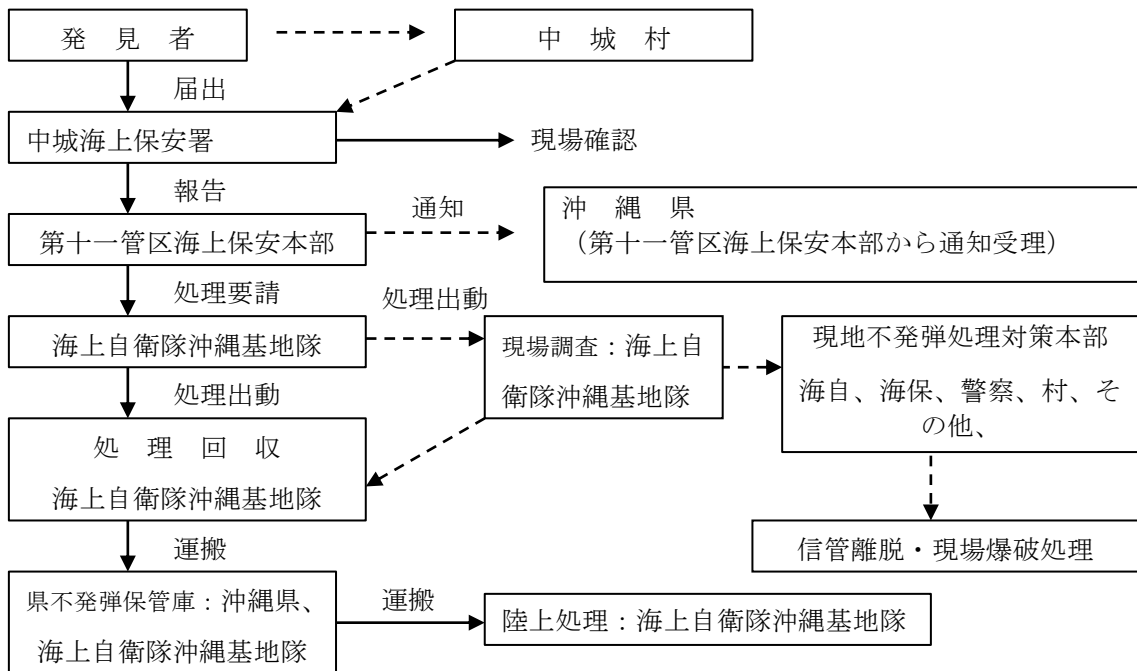 発 見 者
中 城 村
届出
中城海上保安署
現場確認
報告
通知
沖 縄 県
（第十一管区海上保安本部から通知受理）
第十一管区海上保安本部
処理要請
処理出動
海上自衛隊沖縄基地隊
現場調査：海上自
衛隊沖縄基地隊
現地不発弾処理対策本部
海自、海保、警察、村、そ
の他、
処理出動
処 理 回 収
海上自衛隊沖縄基地隊
信管離脱・現場爆破処理
運搬
県不発弾保管庫：沖縄県、
海上自衛隊沖縄基地隊
運搬
陸上処理：海上自衛隊沖縄基地隊